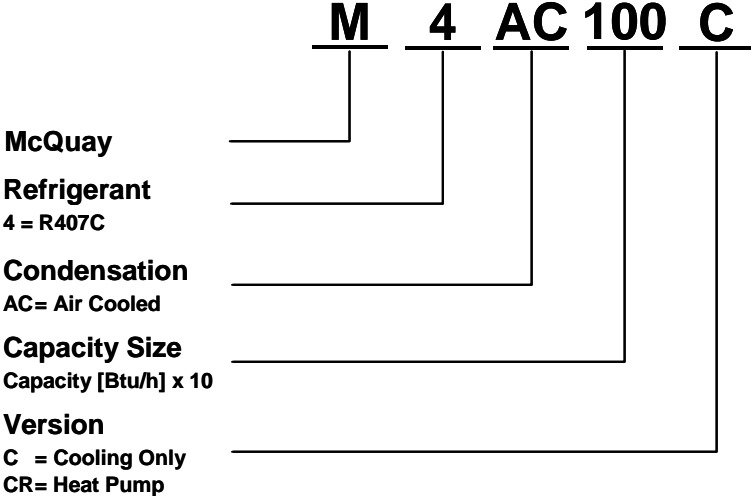 M 4 AC 100 C
McQuay
Refrigerant
4 = R407C
Condensation
AC= Air Cooled
Capacity Size
Capacity [Btu/h] x 10
Version
C = Cooling Only
CR= Heat Pump